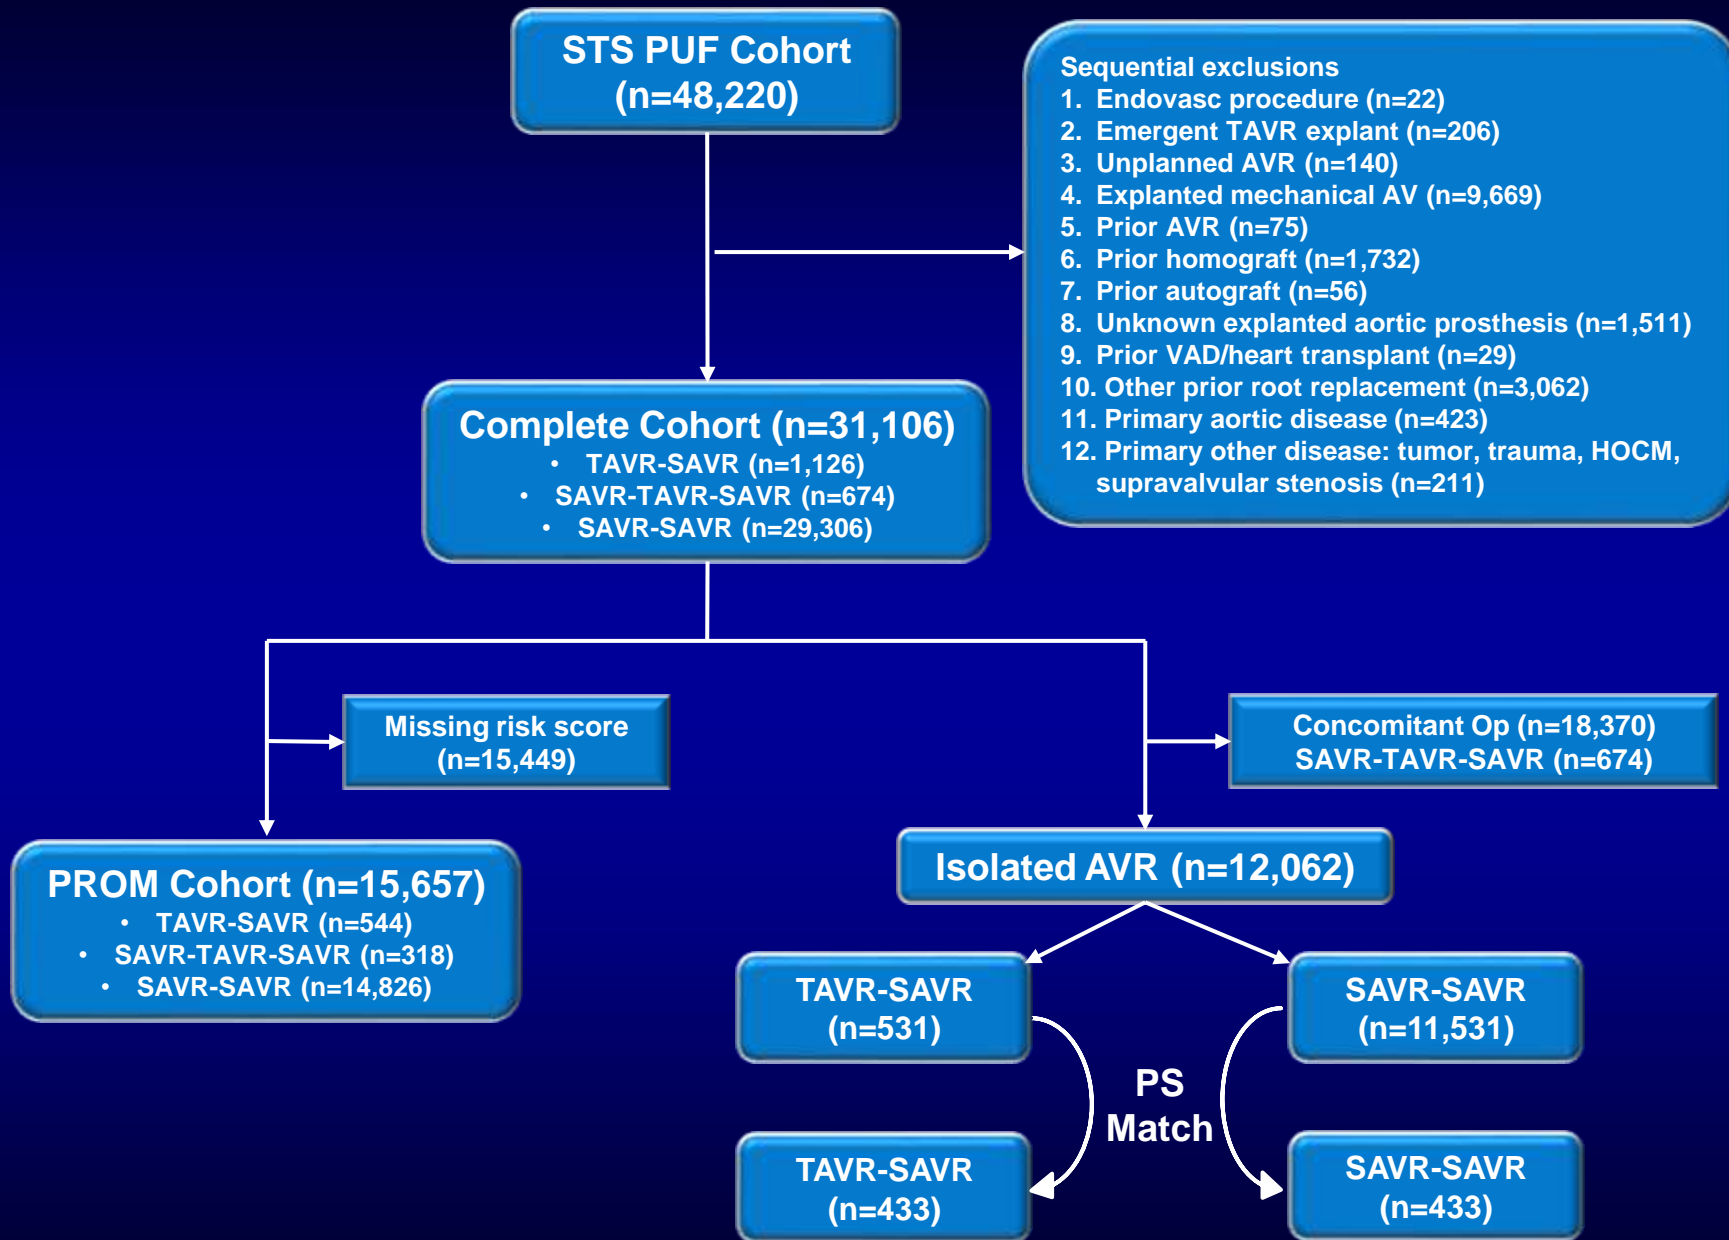 STS PUF Cohort
(n=48,220)
Sequential exclusions
1. Endovasc procedure (n=22)
2. Emergent TAVR explant (n=206)
3. Unplanned AVR (n=140)
4. Explanted mechanical AV (n=9,669)
5. Prior AVR (n=75)
6. Prior homograft (n=1,732)
7. Prior autograft (n=56)
8. Unknown explanted aortic prosthesis (n=1,511)
9. Prior VAD/heart transplant (n=29)
10. Other prior root replacement (n=3,062)
11. Primary aortic disease (n=423)
12. Primary other disease: tumor, trauma, HOCM,
supravalvular stenosis (n=211)
Complete Cohort (n=31,106)
• TAVR-SAVR (n=1,126)
• SAVR-TAVR-SAVR (n=674)
• SAVR-SAVR (n=29,306)
Missing risk score
(n=15,449)
Concomitant Op (n=18,370)
SAVR-TAVR-SAVR (n=674)
PROM Cohort (n=15,657)
• TAVR-SAVR (n=544)
• SAVR-TAVR-SAVR (n=318)
• SAVR-SAVR (n=14,826)
Isolated AVR (n=12,062)
TAVR-SAVR
(n=531)
SAVR-SAVR
(n=11,531)
PS
Match
TAVR-SAVR
(n=433)
SAVR-SAVR
(n=433)